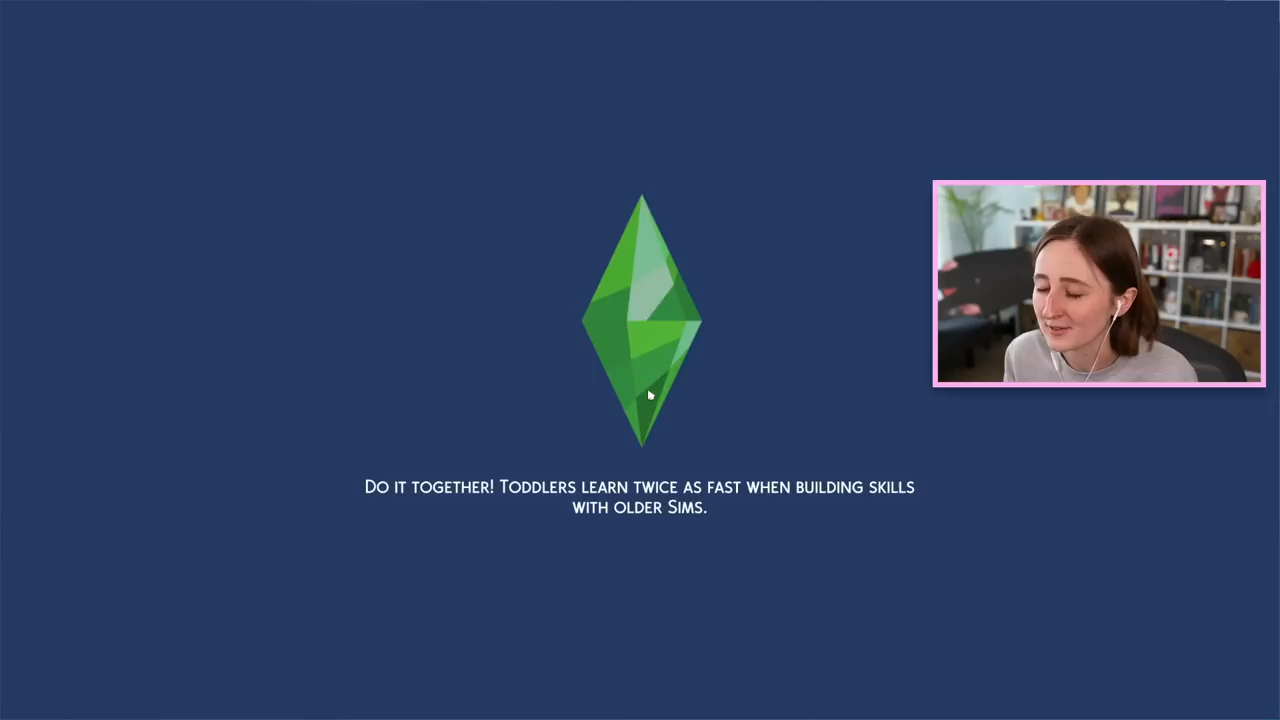 Do it together! Toddlers learn twice as fast when building skills
with older Sims.